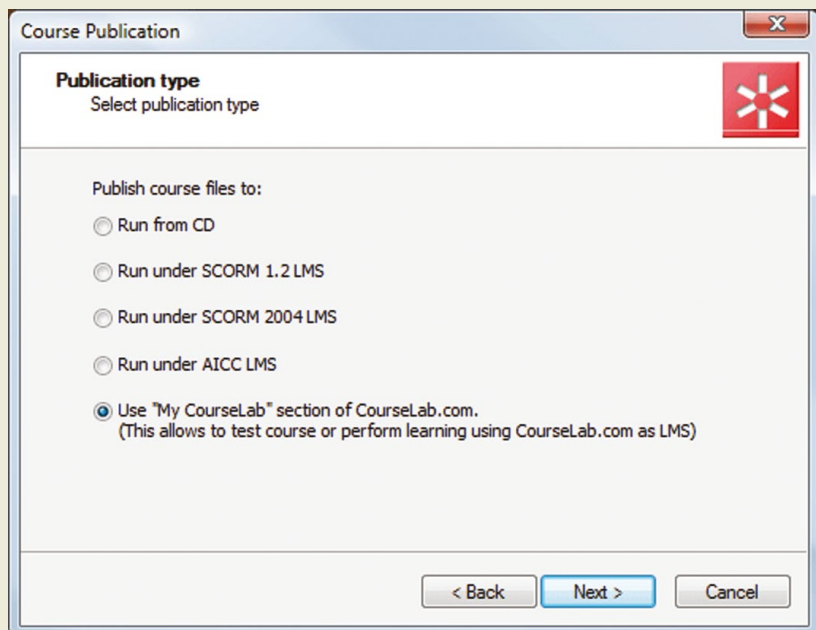 Course Publication
Publication type
Select publication type
Publish course files to:
Run from CD
Run under SCORM 1.2 LMS
Run under SCORM 2004 LMS
Run under AICC LMS
Use "My CourseLab" section of CourseLab.com.
(This allows to test course or perform learning using CourseLab.com as LMS)
< Back
Next >
Cancel